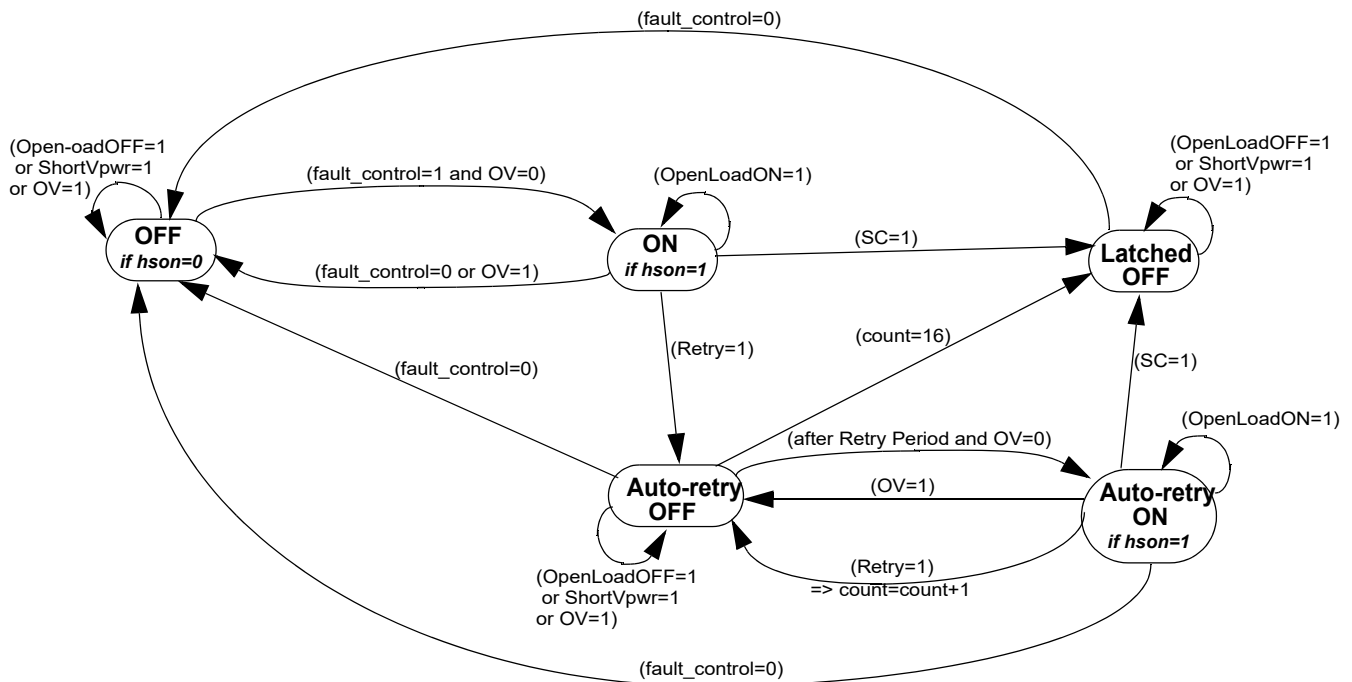 (fault_control=0)
(Open-oadOFF=1
or ShortVpwr=1
or OV=1)
(fault_control=1 and OV=0)
(OpenLoadON=1)
(OpenLoadOFF=1
or ShortVpwr=1
or OV=1)
OFF
if hson=0
ON
if hson=1
(SC=1)
Latched
OFF
(fault_control=0 or OV=1)
(Retry=1)
(count=16)
(fault_control=0)
(SC=1)
(OpenLoadON=1)
(after Retry Period and OV=0)
Auto-retry
OFF
(OV=1)
Auto-retry
ON
if hson=1
(Retry=1)
=> count=count+1
(OpenLoadOFF=1
or ShortVpwr=1
or OV=1)
(fault_control=0)